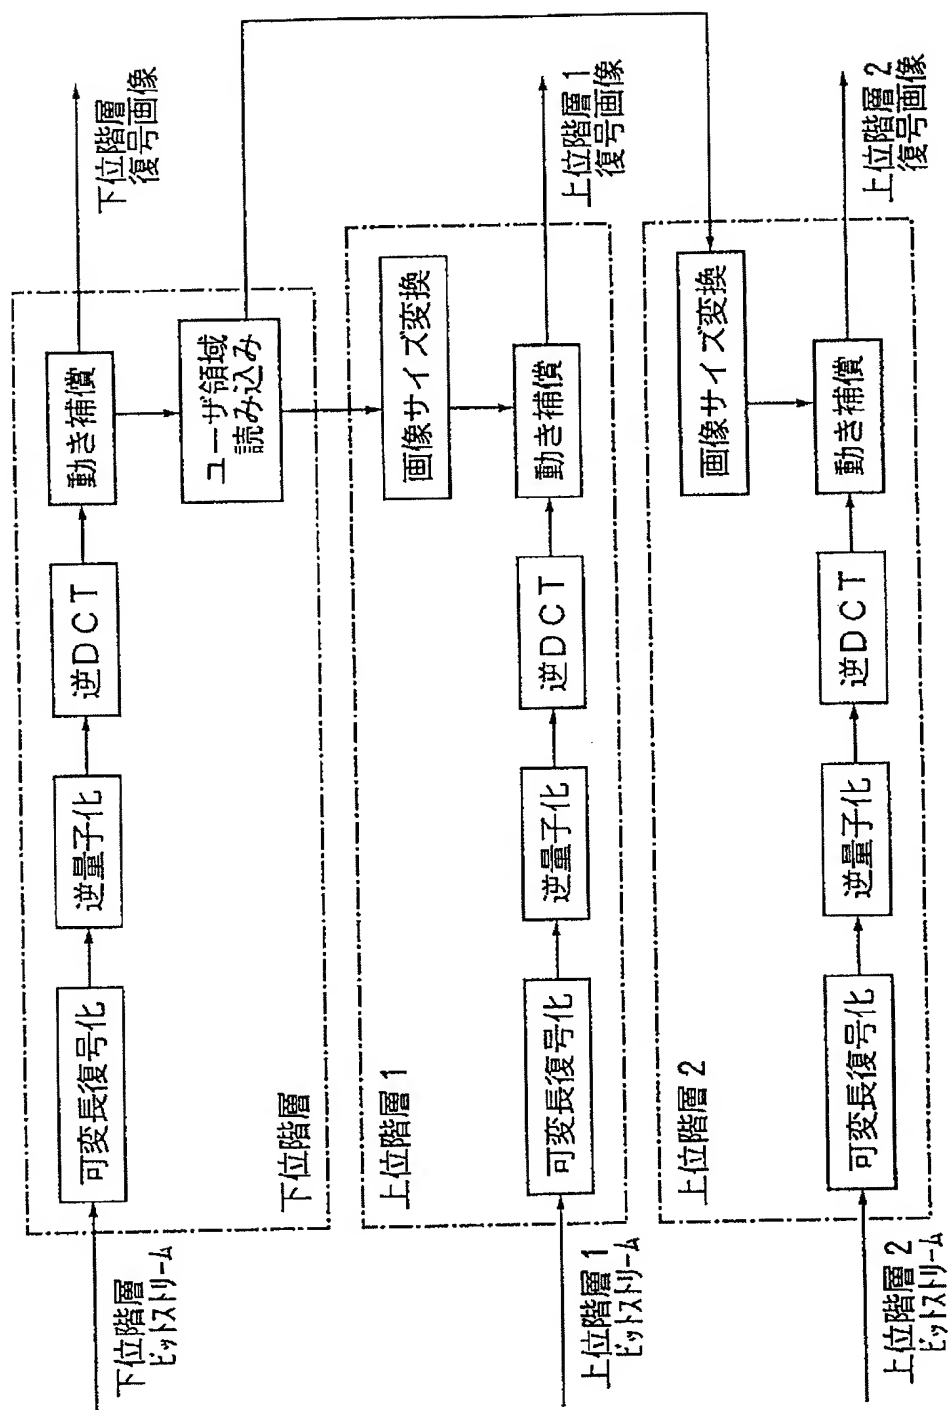 下位階層
ビットストリーム
可変長復号化
逆量子化
逆DCT
動き補償
下位階層
復号画像
ユーザ領域
読み込み
下位階層
上位階層1
ビットストリーム
上位階層1
可変長復号化
逆量子化
逆DCT
動き補償
画像サイズ変換
上位階層1
復号画像
上位階層2
ビットストリーム
上位階層2
可変長復号化
逆量子化
逆DCT
動き補償
画像サイズ変換
上位階層2
復号画像